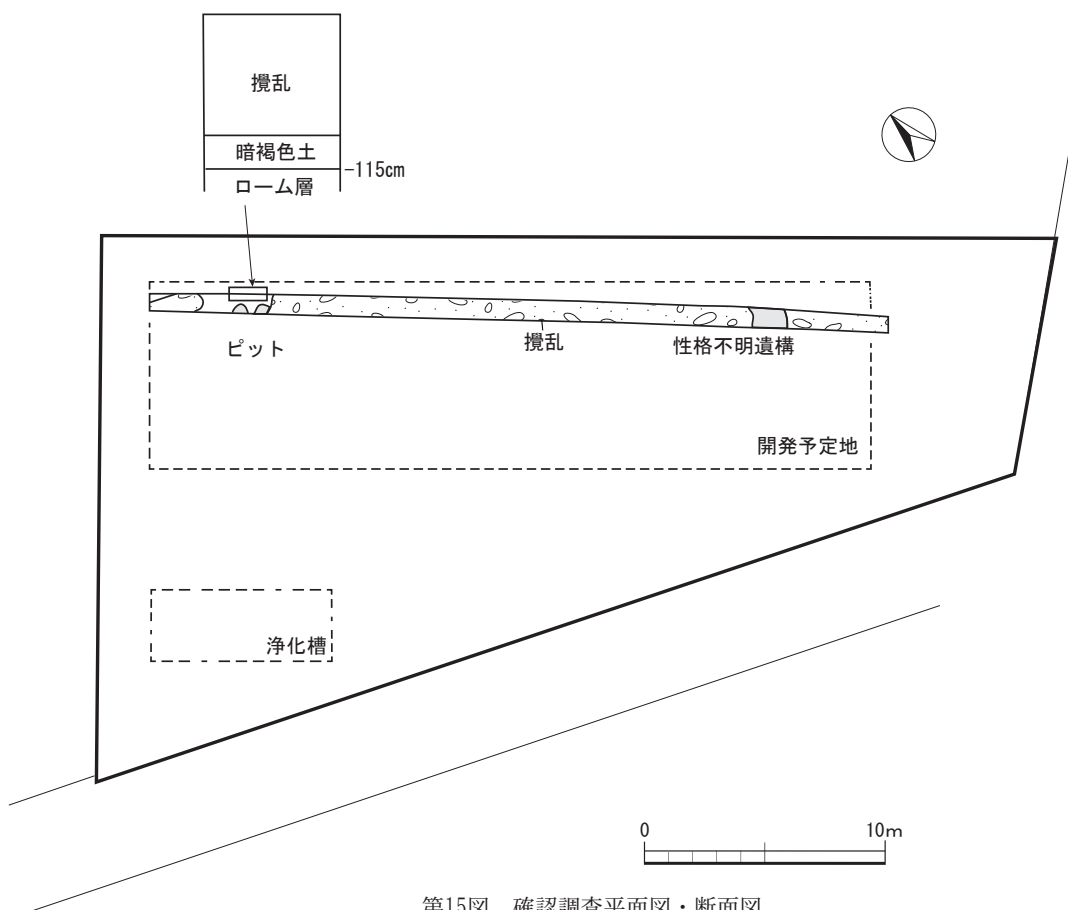 攪乱
暗褐色土
-115cm
ローム層
ピット
攪乱
性格不明遺構
開発予定地
浄化槽
0 10m
第15図 確認調査平面図・断面図